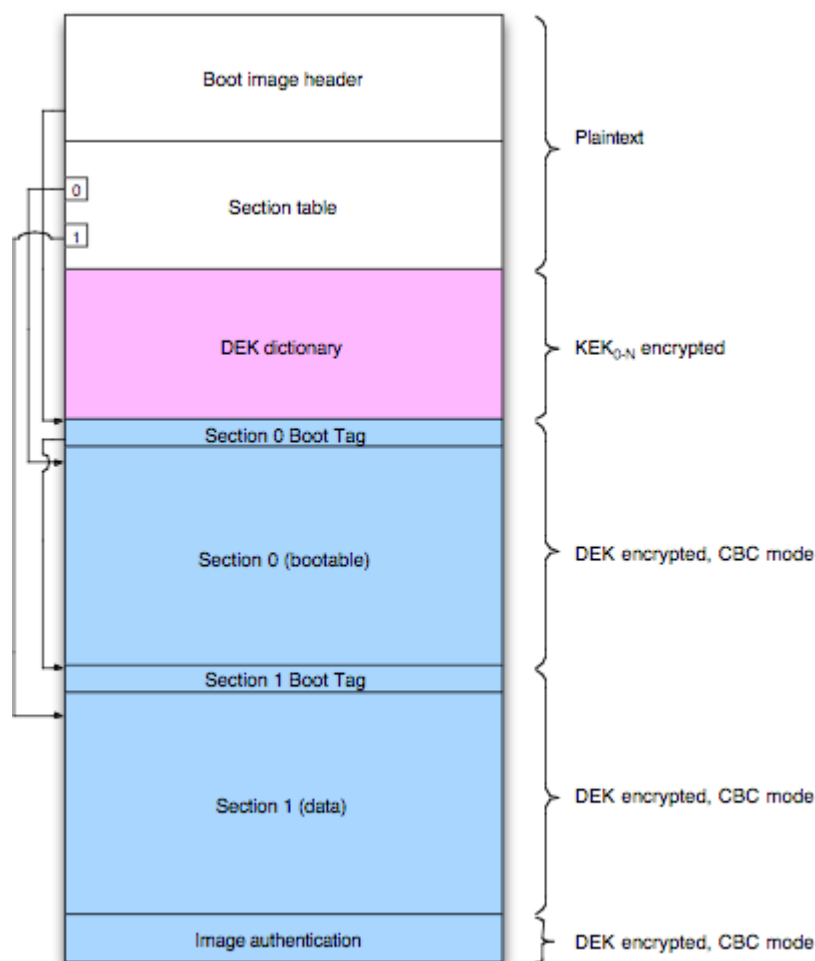 Boot image header
Plaintext
0
Section table
1
DEK dictionary
KEK0-N encrypted
Section 0 Boot Tag
Section 0 (bootable)
DEK encrypted, CBC mode
Section 1 Boot Tag
Section 1 (data)
DEK encrypted, CBC mode
Image authentication
DEK encrypted, CBC mode